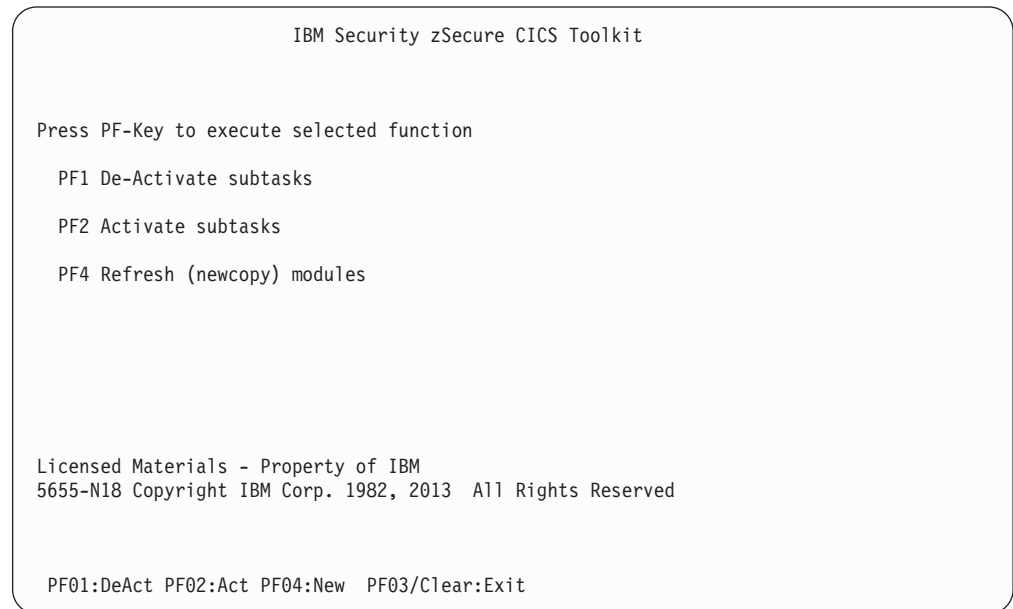 IBM Security zSecure CICS Toolkit
Press PF-Key to execute selected function
PF1 De-Activate subtasks
PF2 Activate subtasks
PF4 Refresh (newcopy) modules
Licensed Materials - Property of IBM
5655-N18 Copyright IBM Corp. 1982, 2013  All Rights Reserved
PF01:DeAct PF02:Act PF04:New  PF03/Clear:Exit